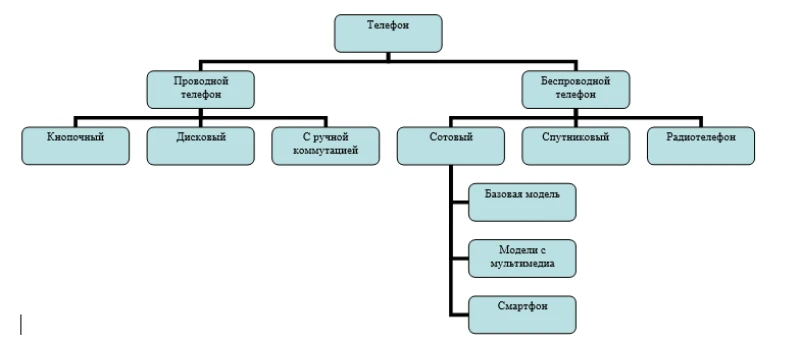 Телефон
Проводной
телефон
Беспроводной
телефон
Кнопочный
Дисковый
С ручной
коммутацией
Сотовый
Спутниковый
Радиотелефон
Базовая модель
Модели с
мультимедиа
Смартфон